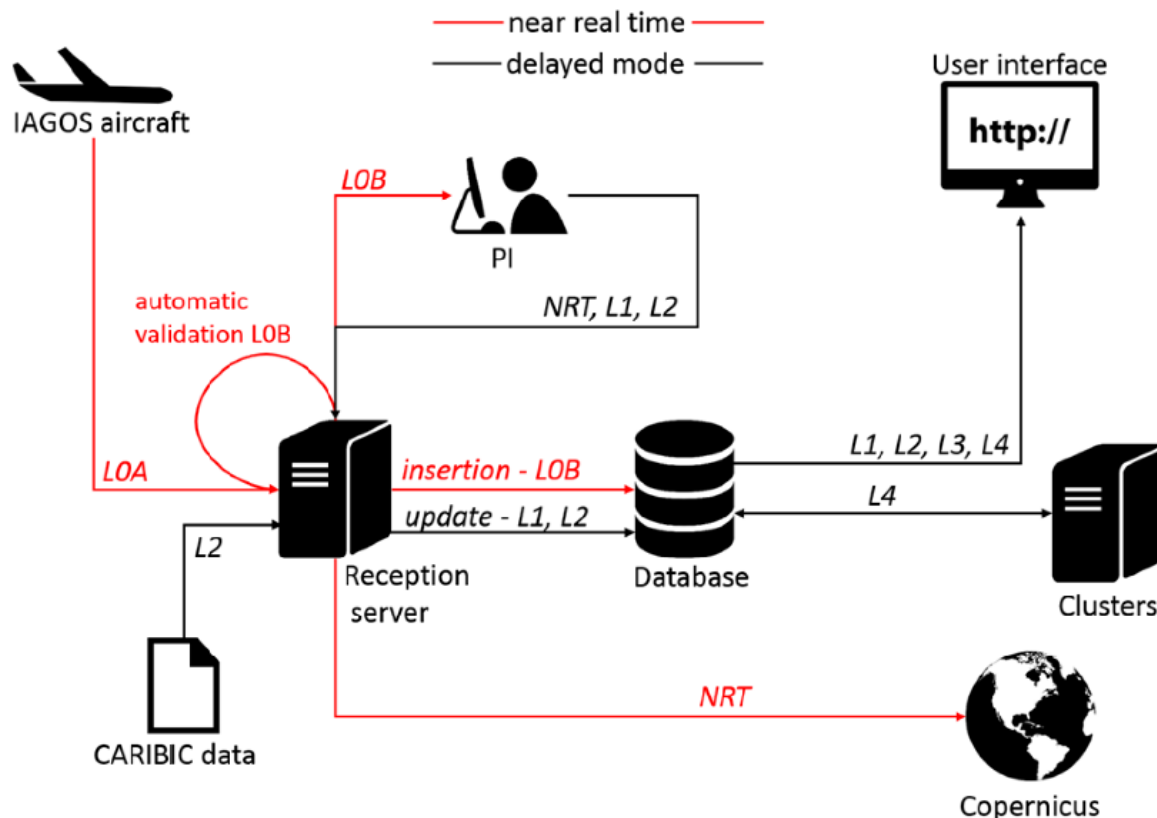 near real time
delayed mode
IAGOS aircraft
User interface
http://
L0B
PI
NRT, L1, L2
automatic
validation L0B
L0A
insertion - L0B
update - L1, L2
L1, L2, L3, L4
L4
L2
Reception
server
Database
Clusters
NRT
CARIBIC data
Copernicus